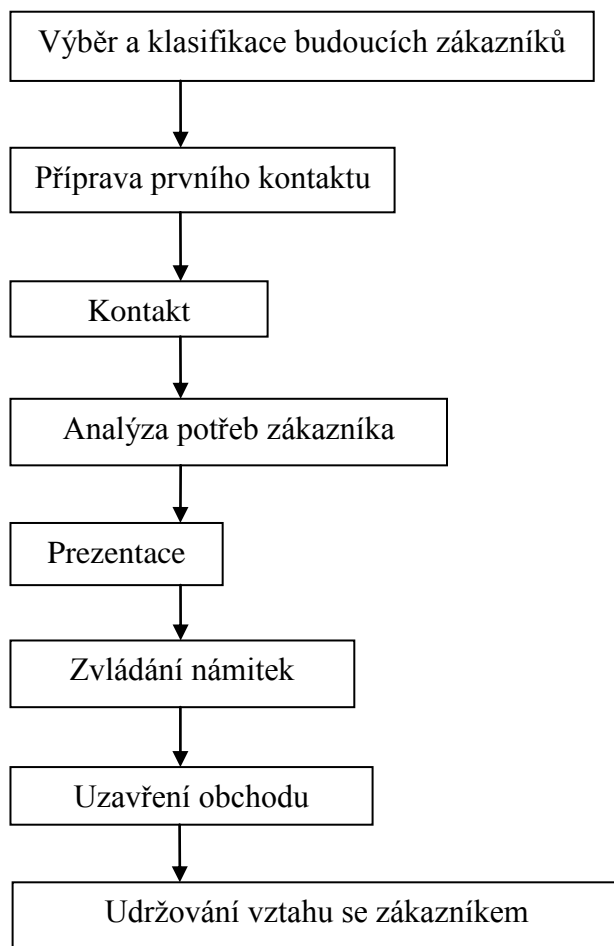 Výběr a klasifikace budoucích zákazníků
Příprava prvního kontaktu
Kontakt
Analýza potřeb zákazníka
Prezentace
Zvládání námitek
Uzavření obchodu
Udržování vztahu se zákazníkem